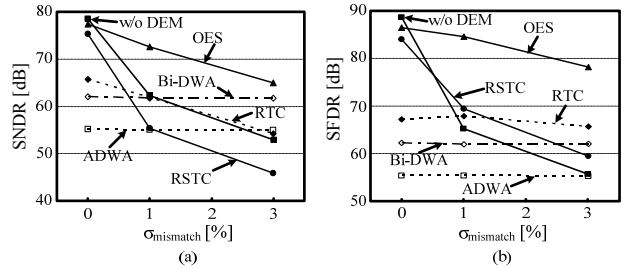 80
70
60
50
40
SNDR [dB]
w/o DEM
OES
Bi-DWA
RTC
ADWA
RSTC
0 1 2 3
σmismatch [%]
(a)
90
80
70
60
50
SFDR [dB]
w/o DEM
OES
RSTC
RTC
Bi-DWA
ADWA
0 1 2 3
σmismatch [%]
(b)